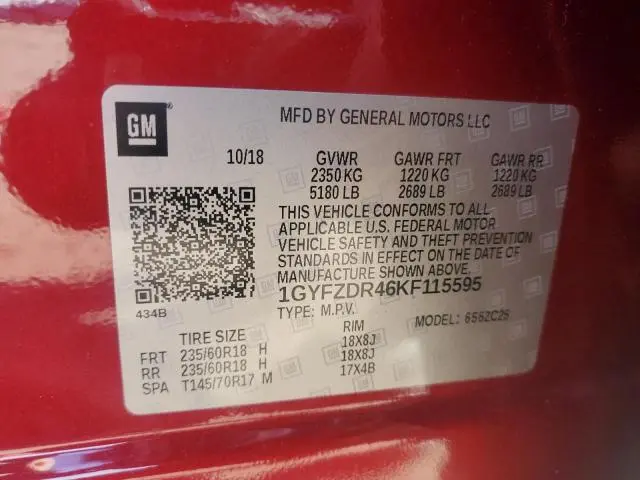 GM
MFD BY GENERAL MOTORS LLC
10/18 GVWR GAWR FRT GAWR RR
2350 KG 1220 KG 1220 KG
5180 LB 2689 LB 2689 LB
THIS VEHICLE CONFORMS TO ALL
APPLICABLE U.S. FEDERAL MOTOR
VEHICLE SAFETY AND THEFT PREVENTION
STANDARDS IN EFFECT ON THE DATE OF
MANUFACTURE SHOWN ABOVE.
1GYFZDR46KF115595
434B TYPE: M.P.V. MODEL: 6S6ZC26
TIRE SIZE RIM
FRT 235/60R18 H 18X8J
RR 235/60R18 H 18X8J
SPA T145/70R17 M 17X4B